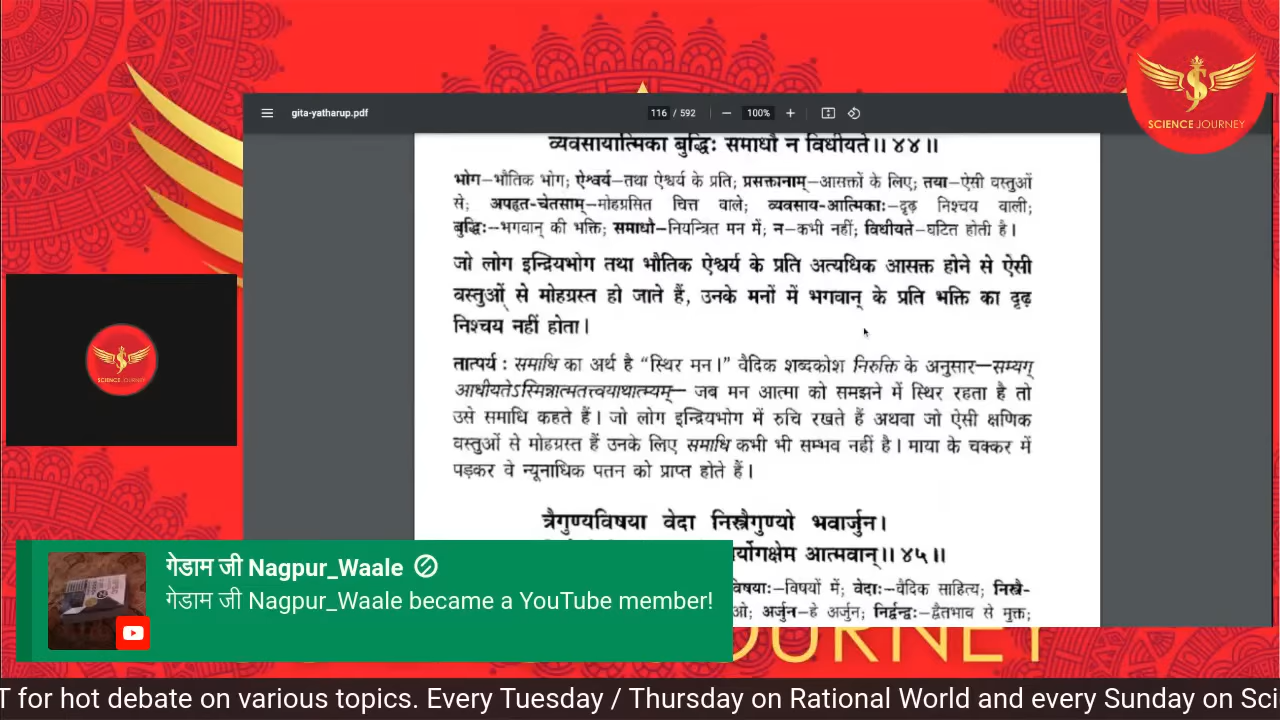 gita-yatharup.pdf
116 / 592
100%
SCIENCE JOURNEY
व्यवसायात्मिका बुद्धिः समाधौ न विधीयते॥ ४४॥
भोग—भौतिक भोग; ऐश्वर्य—तथा ऐश्वर्य के प्रति; प्रसक्तानाम्—आसक्तों के लिए; तया—ऐसी वस्तुओं
से; अपहृत-चेतसाम्—मोहग्रसित चित्त वाले; व्यवसाय-आत्मिकाः—दृढ़ निश्चय वाली;
बुद्धिः—भगवान् की भक्ति; समाधौ—नियन्त्रित मन में; न—कभी नहीं; विधीयते—घटित होती है।
जो लोग इन्द्रियभोग तथा भौतिक ऐश्वर्य के प्रति अत्यधिक आसक्त होने से ऐसी
वस्तुओं से मोहग्रस्त हो जाते हैं, उनके मनों में भगवान् के प्रति भक्ति का दृढ़
निश्चय नहीं होता।
तात्पर्य : समाधि का अर्थ है “स्थिर मन।” वैदिक शब्दकोश निरुक्ति के अनुसार—सम्यग्
आधीयतेऽस्मिन्नात्मतत्त्वयाथात्म्यम्— जब मन आत्मा को समझने में स्थिर रहता है तो
उसे समाधि कहते हैं। जो लोग इन्द्रियभोग में रुचि रखते हैं अथवा जो ऐसी क्षणिक
वस्तुओं से मोहग्रस्त हैं उनके लिए समाधि कभी भी सम्भव नहीं है। माया के चक्कर में
पड़कर वे न्यूनाधिक पतन को प्राप्त होते हैं।
त्रैगुण्यविषया वेदा निस्त्रैगुण्यो भवार्जुन।
र्योगक्षेम आत्मवान्॥ ४५॥
विषयाः—विषयों में; वेदाः—वैदिक साहित्य; निस्त्रै-
ओ; अर्जुन—हे अर्जुन; निर्द्वन्द्वः—द्वैतभाव से मुक्त;
SCIENCE JOURNEY
गेडाम जी Nagpur_Waale
गेडाम जी Nagpur_Waale became a YouTube member!
OURNEY
T for hot debate on various topics. Every Tuesday / Thursday on Rational World and every Sunday on Sci